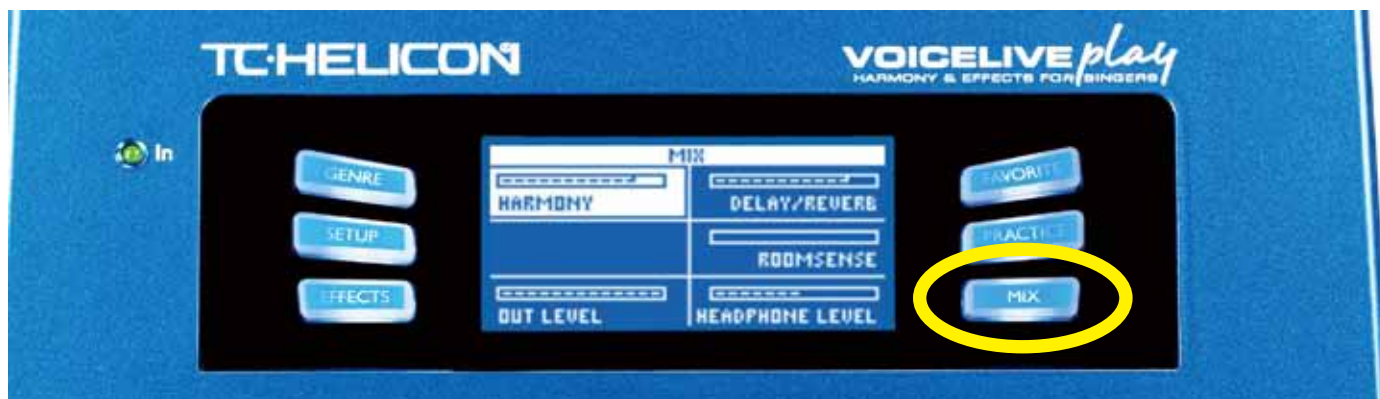 TC·HELICON
VOICELIVE play
HARMONY & EFFECTS FOR SINGERS
In
GENRE
SETUP
EFFECTS
MIX
HARMONY
DELAY/REVERB
ROOMSENSE
OUT LEVEL
HEADPHONE LEVEL
FAVORITE
PRACTICE
MIX